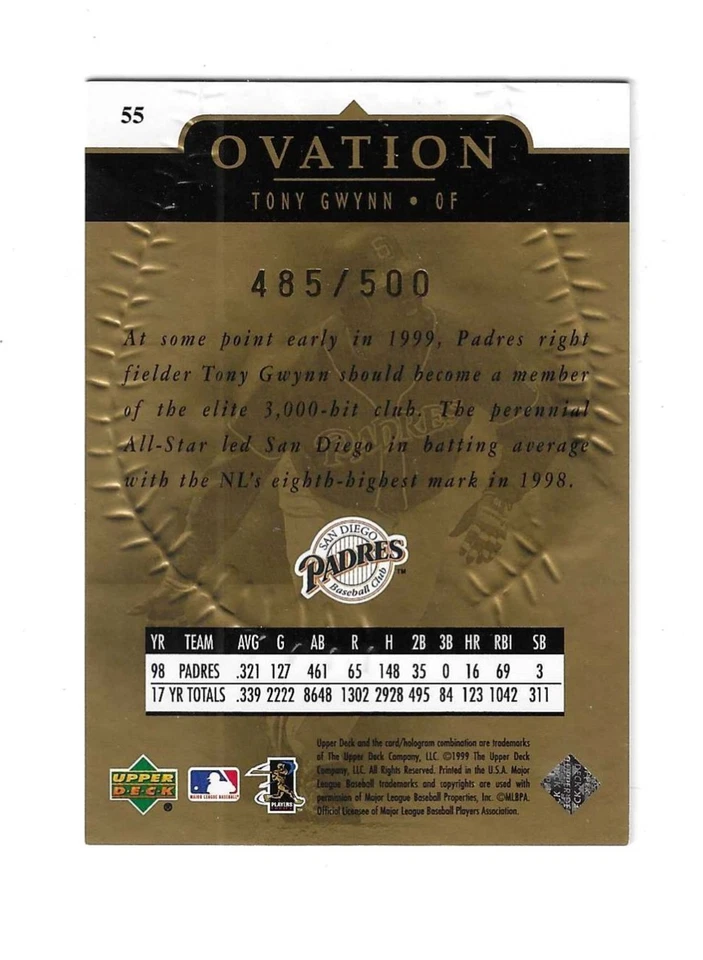 55
OVATION
TONY GWYNN • OF
485/500
At some point early in 1999, Padres right
fielder Tony Gwynn should become a member
of the elite 3,000-hit club. The perennial
All-Star led San Diego in batting average
with the NL's eighth-highest mark in 1998.
SAN DIEGO
PADRES™
Baseball Club
YR TEAM AVG G AB R H 2B 3B HR RBI SB
98 PADRES .321 127 461 65 148 35 0 16 69 3
17 YR TOTALS .339 2222 8648 1302 2928 495 84 123 1042 311
Upper Deck and the card/hologram combination are trademarks
of The Upper Deck Company, LLC. ©1999 The Upper Deck
Company, LLC. All Rights Reserved. Printed in the U.S.A. Major
League Baseball trademarks and copyrights are used with
permission of Major League Baseball Properties, Inc. ©MLBPA.
Official Licensee of Major League Baseball Players Association.
UPPER
DECK®
MAJOR LEAGUE BASEBALL
PLAYERS